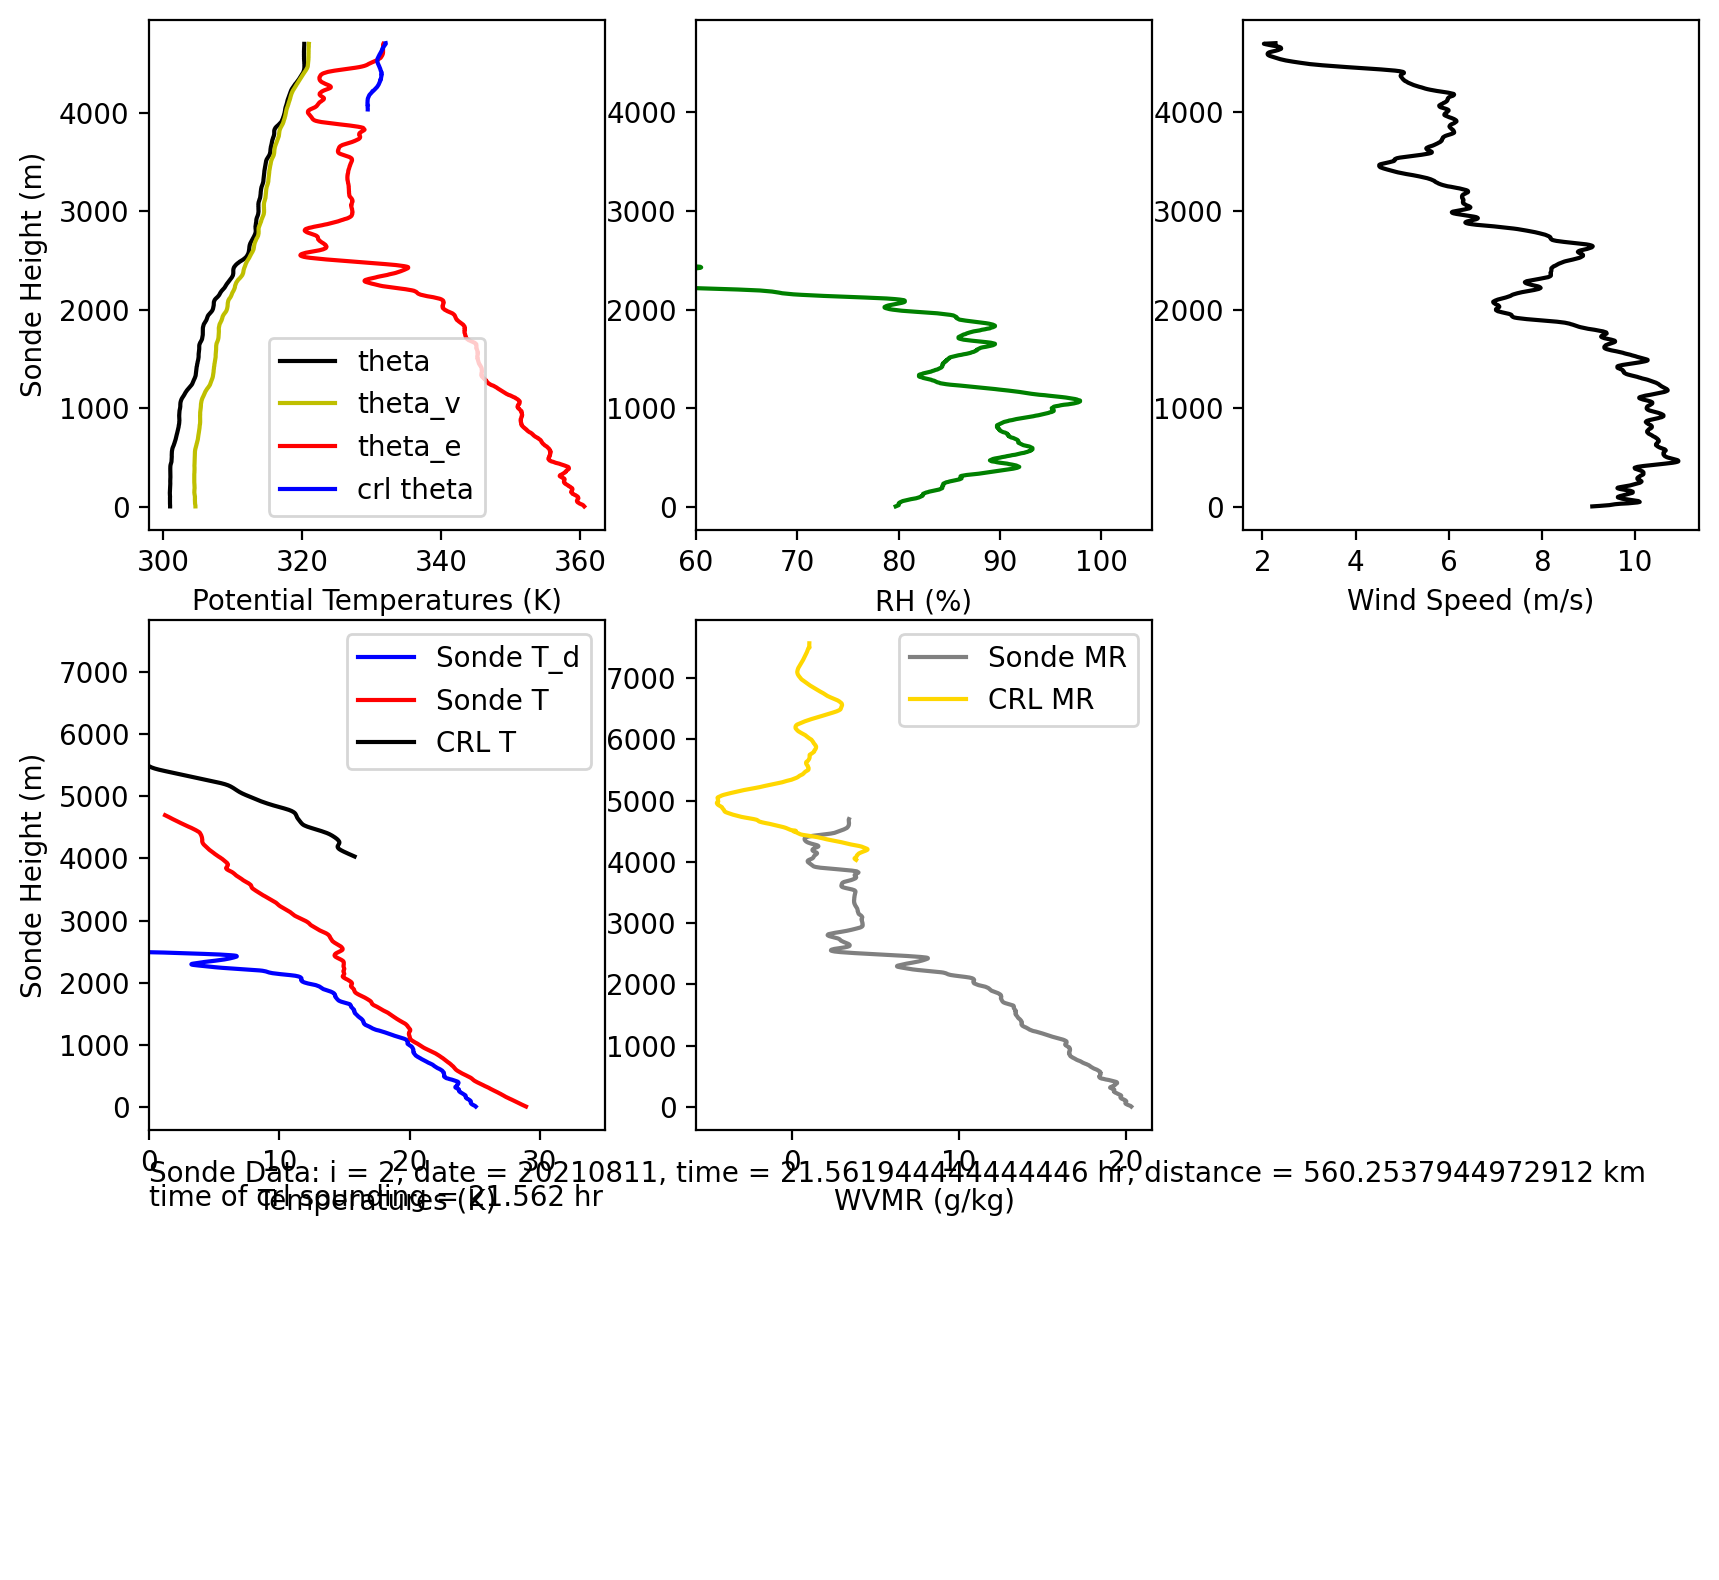 Sonde Height (m)
4000
3000
2000
1000
0
300
320
340
360
Potential Temperatures (K)
theta
theta_v
theta_e
crl theta
4000
3000
2000
1000
0
60
70
80
90
100
RH (%)
4000
3000
2000
1000
0
2
4
6
8
10
Wind Speed (m/s)
Sonde Height (m)
7000
6000
5000
4000
3000
2000
1000
0
0
10
20
30
Temperatures (K)
Sonde T_d
Sonde T
CRL T
7000
6000
5000
4000
3000
2000
1000
0
0
10
20
WVMR (g/kg)
Sonde MR
CRL MR
Sonde Data: i = 2, date = 20210811, time = 21.561944444444446 hr, distance = 560.2537944972912 km
time of crl sounding = 21.562 hr